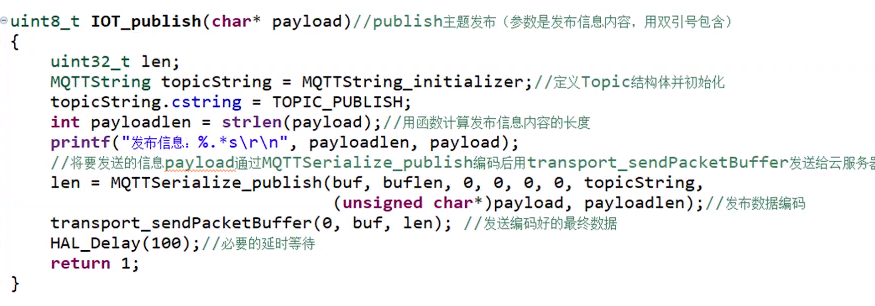 uint8_t IOT_publish(char* payload)//publish主题发布（参数是发布信息内容，用双引号包含）
{
    uint32_t len;
    MQTTString topicString = MQTTString_initializer;//定义Topic结构体并初始化
    topicString.cstring = TOPIC_PUBLISH;
    int payloadlen = strlen(payload);//用函数计算发布信息内容的长度
    printf("发布信息：%.*s\r\n", payloadlen, payload);
    //将要发送的信息payload通过MQTTSerialize_publish编码后用transport_sendPacketBuffer发送给云服务器
    len = MQTTSerialize_publish(buf, buflen, 0, 0, 0, 0, topicString,
                                (unsigned char*)payload, payloadlen);//发布数据编码
    transport_sendPacketBuffer(0, buf, len); //发送编码好的最终数据
    HAL_Delay(100);//必要的延时等待
    return 1;
}